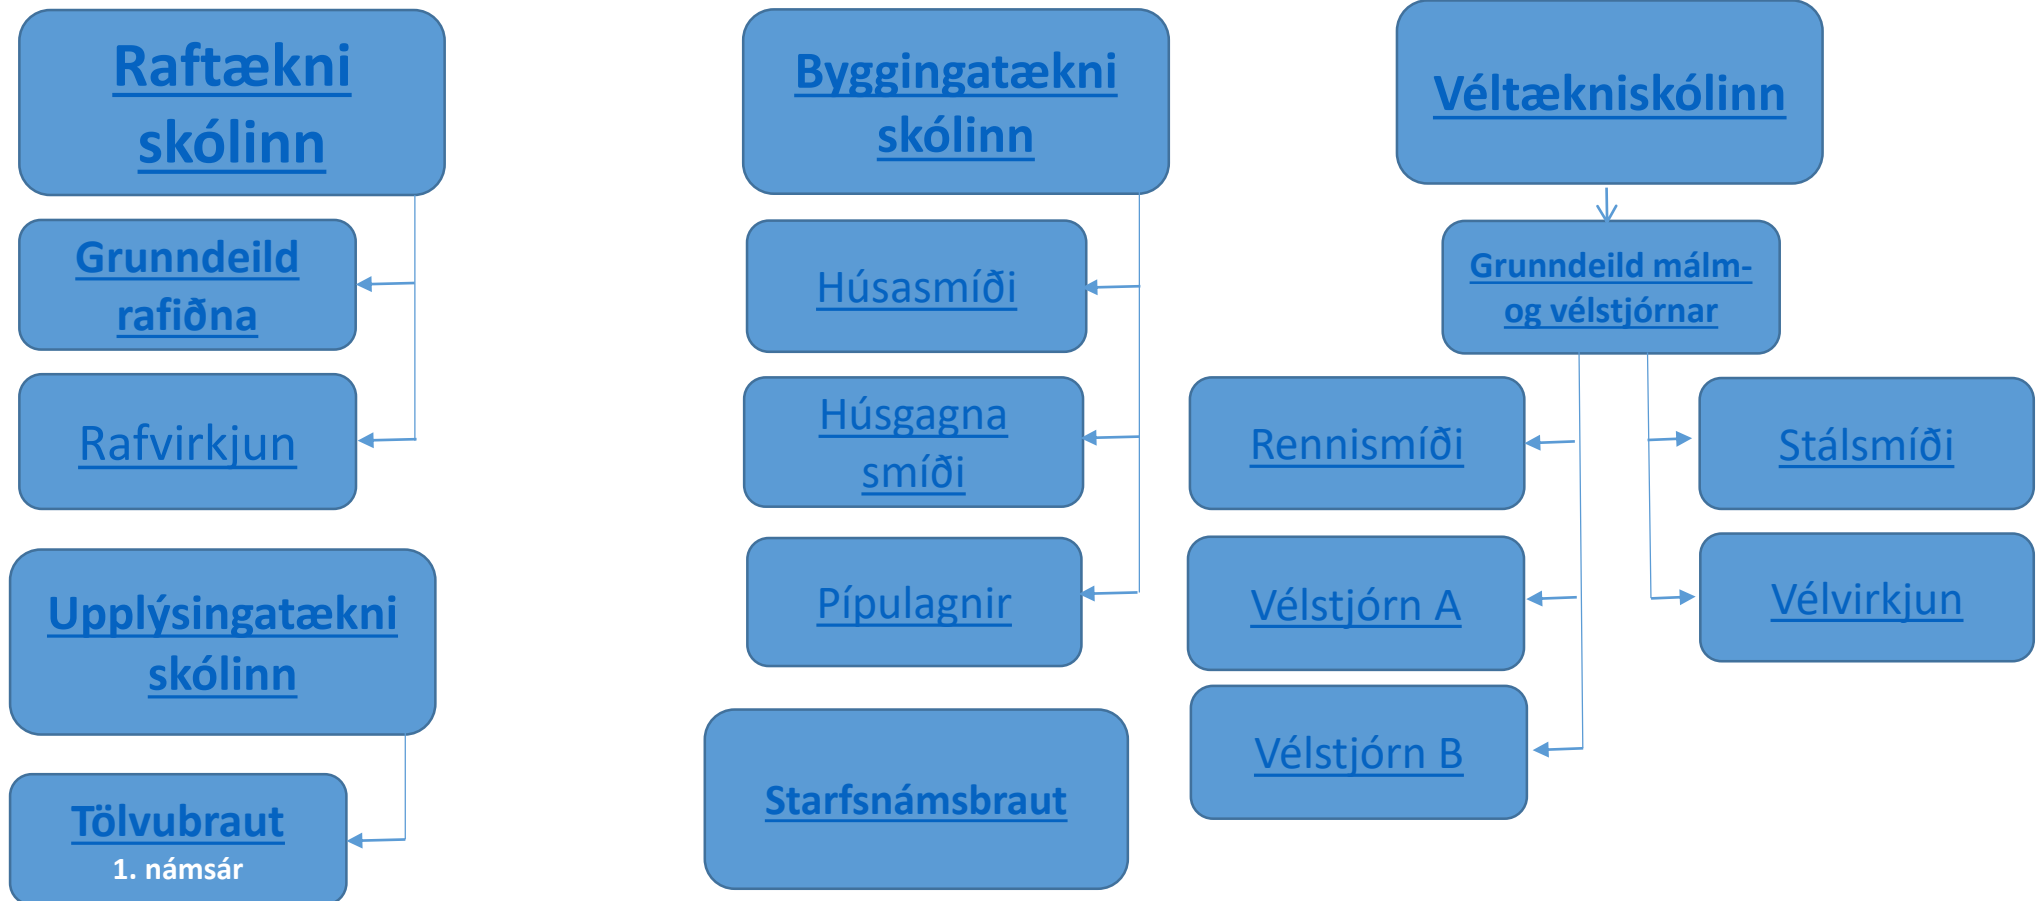 Raftækni
skólinn
Grunndeild
rafiðna
Rafvirkjun
Upplýsingatækni
skólinn
Tölvubraut
1. námsár
Byggingatækni
skólinn
Húsasmíði
Húsgagna
smíði
Pípulagnir
Starfsnámsbraut
Véltækniskólinn
Grunndeild málm-
og vélstjórnar
Rennismíði
Vélstjórn A
Vélstjórn B
Stálsmíði
Vélvirkjun